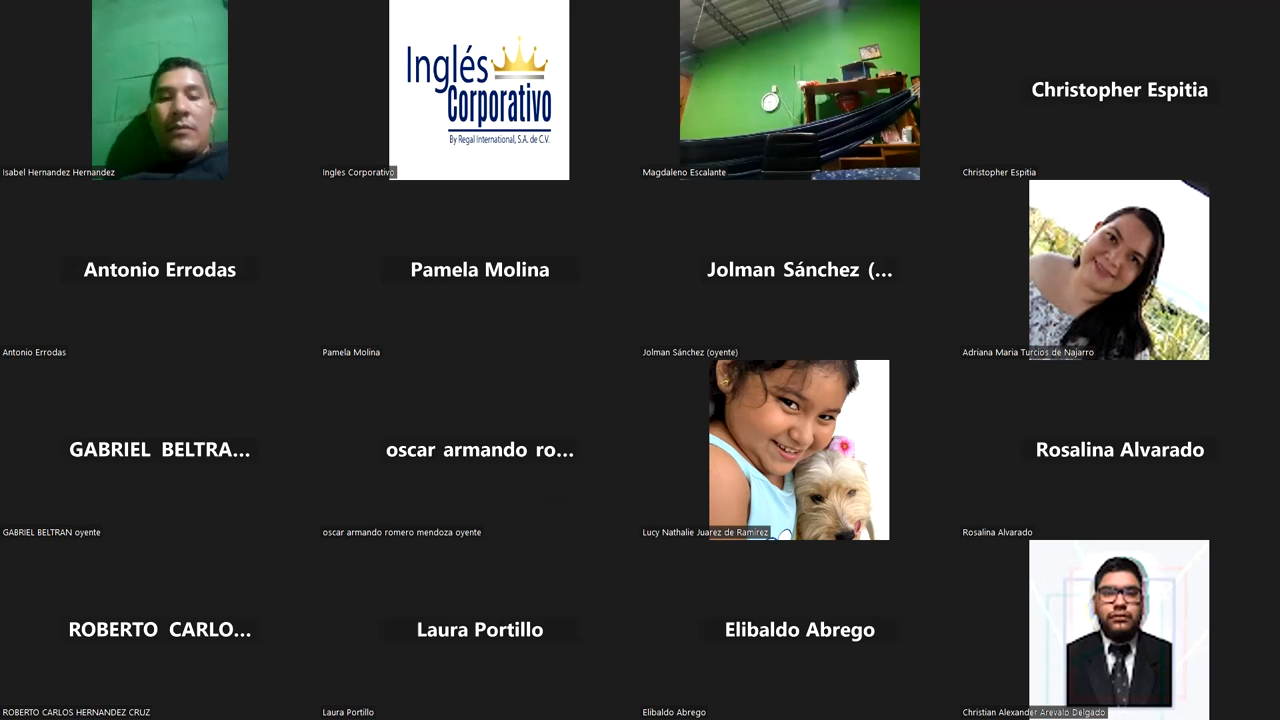 Inglés
Corporativo
By Regal International, S.A. de C.V.
Christopher Espitia
Isabel Hernandez Hernandez
Ingles Corporativo
Magdaleno Escalante
Christopher Espitia
Antonio Errodas
Pamela Molina
Jolman Sánchez (...
Antonio Errodas
Pamela Molina
Jolman Sánchez (oyente)
Adriana Maria Turcios de Najarro
GABRIEL BELTRA...
oscar armando ro...
Rosalina Alvarado
GABRIEL BELTRAN oyente
oscar armando romero mendoza oyente
Lucy Nathalie Juarez de Ramirez
Rosalina Alvarado
ROBERTO CARLO...
Laura Portillo
Elibaldo Abrego
ROBERTO CARLOS HERNANDEZ CRUZ
Laura Portillo
Elibaldo Abrego
Christian Alexander Arevalo Delgado